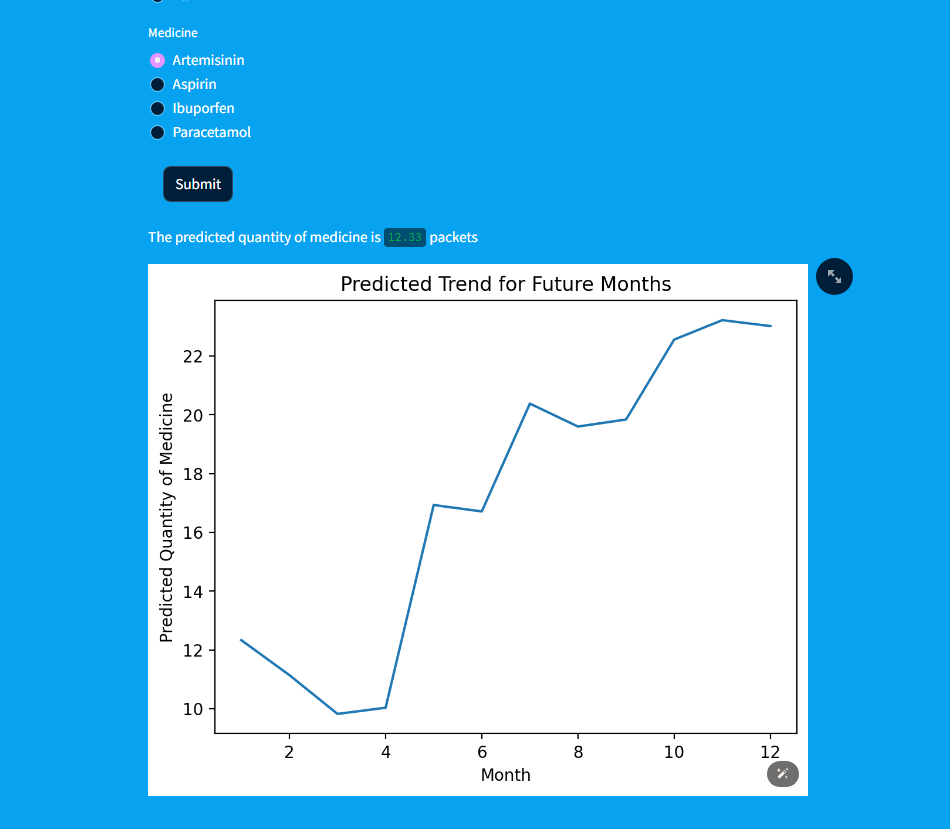 Medicine
Artemisinin
Aspirin
Ibuporfen
Paracetamol
Submit
The predicted quantity of medicine is 12.33 packets
Predicted Trend for Future Months
22
20
18
16
14
12
10
Predicted Quantity of Medicine
2 4 6 8 10 12
Month